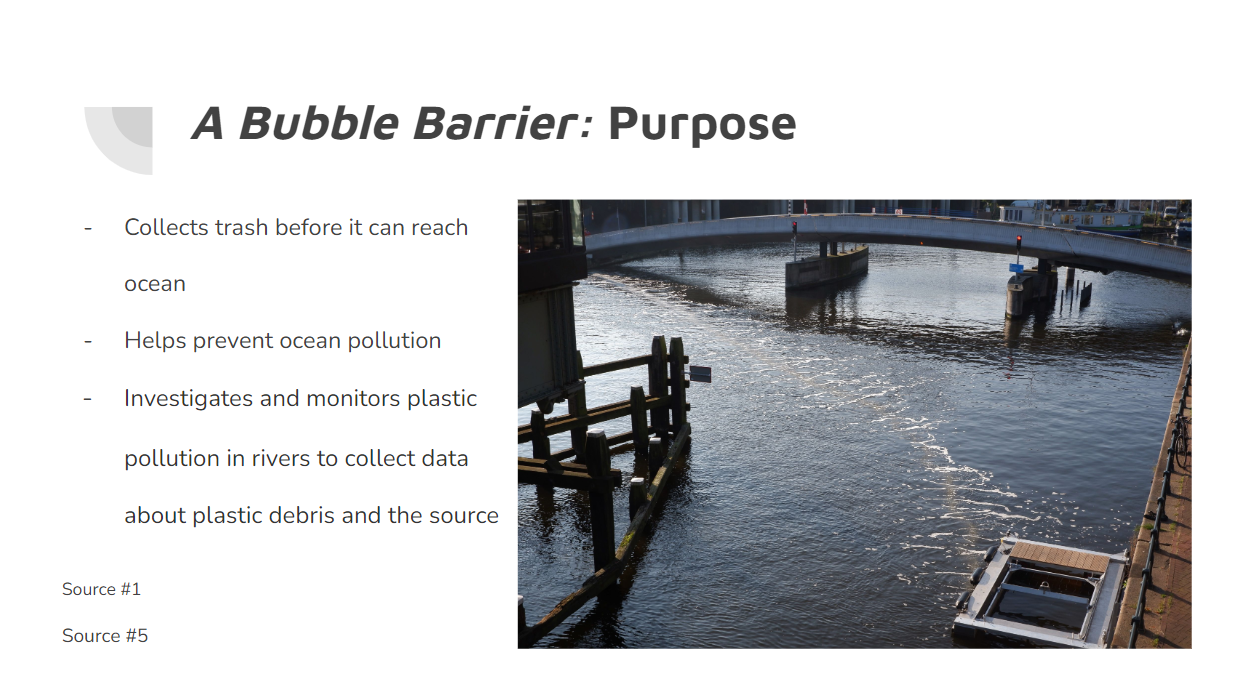 A Bubble Barrier: Purpose
- Collects trash before it can reach
ocean
- Helps prevent ocean pollution
- Investigates and monitors plastic
pollution in rivers to collect data
about plastic debris and the source
Source #1
Source #5